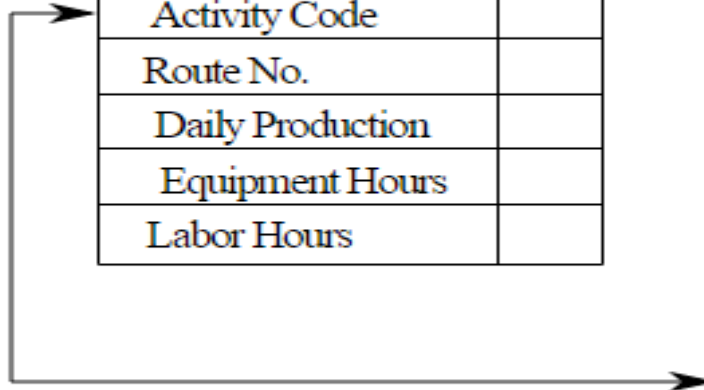 Activity Code
Route No.
Daily Production
Equipment Hours
Labor Hours